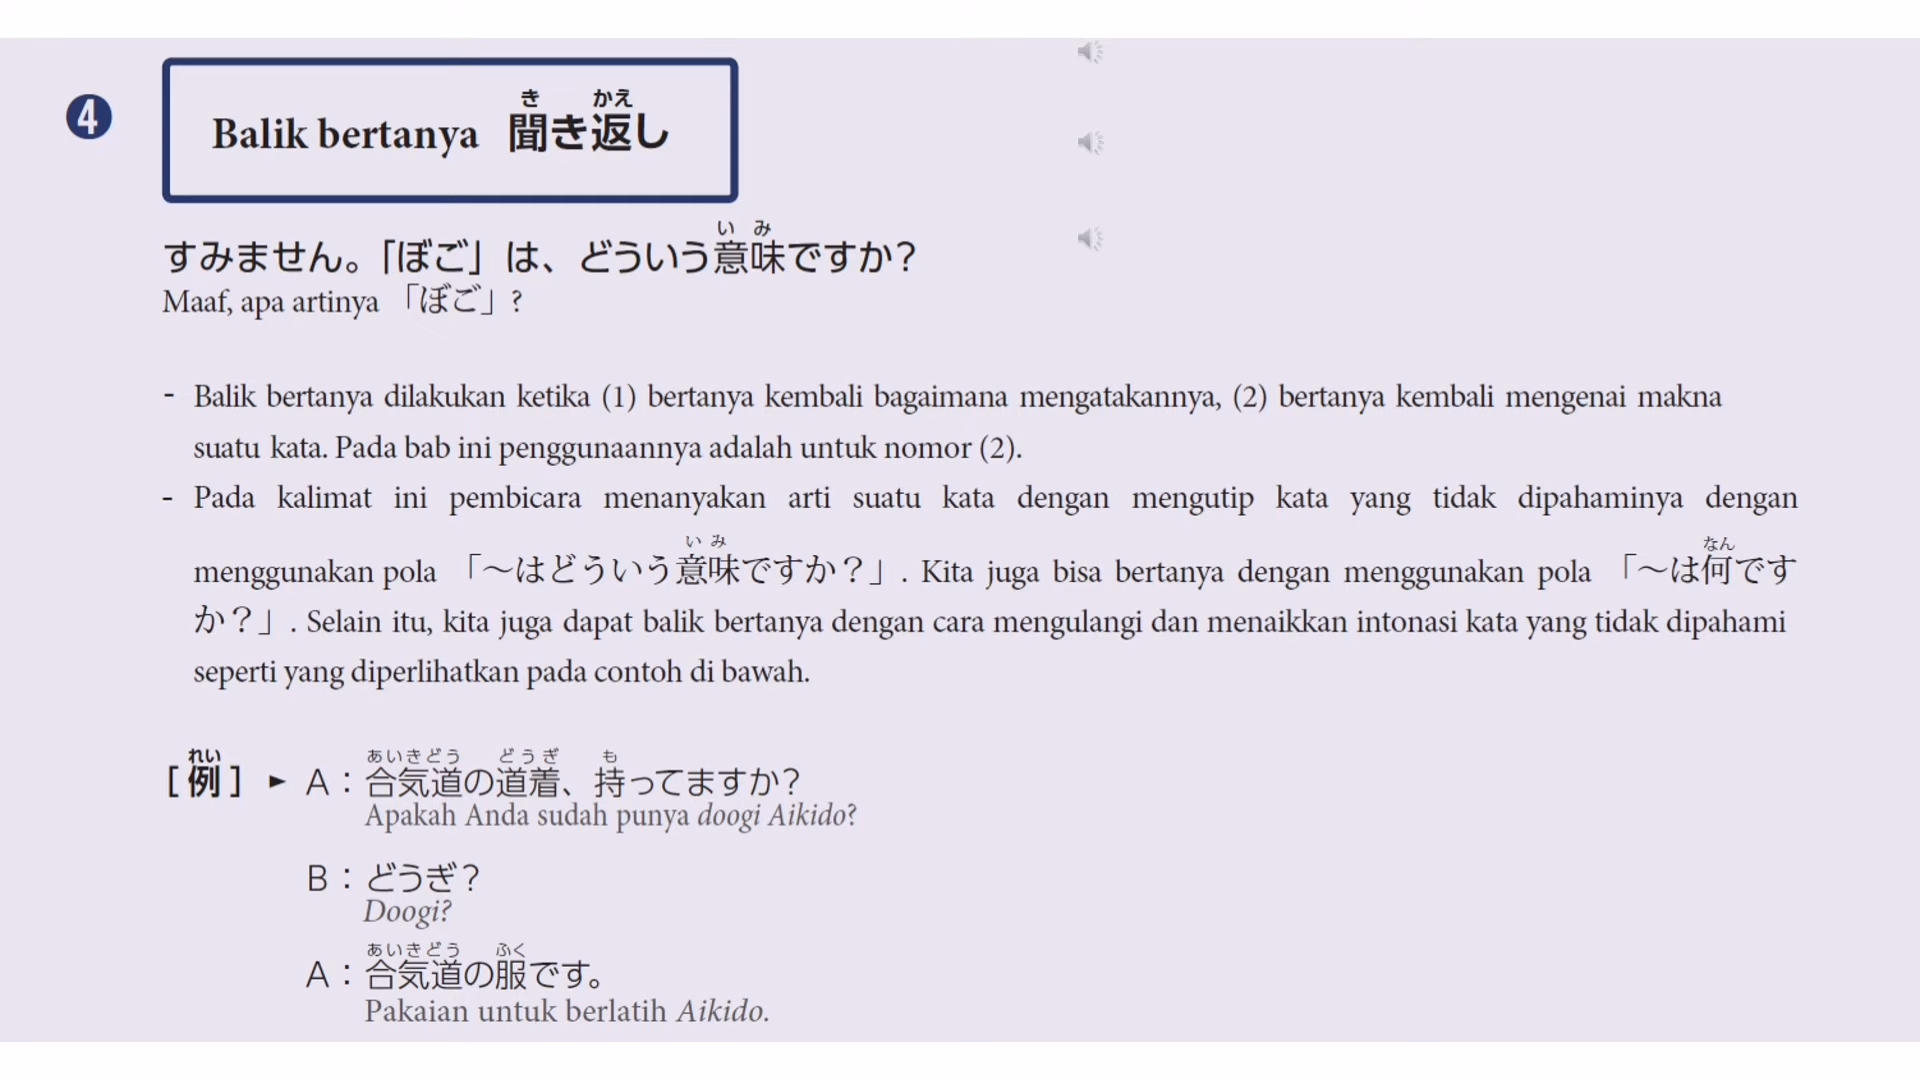 4
き かえ
Balik bertanya 聞き返し
い み
すみません。「ぼご」は、どういう意味ですか?
Maaf, apa artinya 「ぼご」?
- Balik bertanya dilakukan ketika (1) bertanya kembali bagaimana mengatakannya, (2) bertanya kembali mengenai makna
suatu kata. Pada bab ini penggunaannya adalah untuk nomor (2).
- Pada kalimat ini pembicara menanyakan arti suatu kata dengan mengutip kata yang tidak dipahaminya dengan
い み なん
menggunakan pola 「～はどういう意味ですか？」. Kita juga bisa bertanya dengan menggunakan pola 「～は何です
か？」. Selain itu, kita juga dapat balik bertanya dengan cara mengulangi dan menaikkan intonasi kata yang tidak dipahami
seperti yang diperlihatkan pada contoh di bawah.
れい あいきどう どうぎ も
[例] ► A：合気道の道着、持ってますか?
Apakah Anda sudah punya doogi Aikido?
B：どうぎ？
Doogi?
あいきどう ふく
A：合気道の服です。
Pakaian untuk berlatih Aikido.